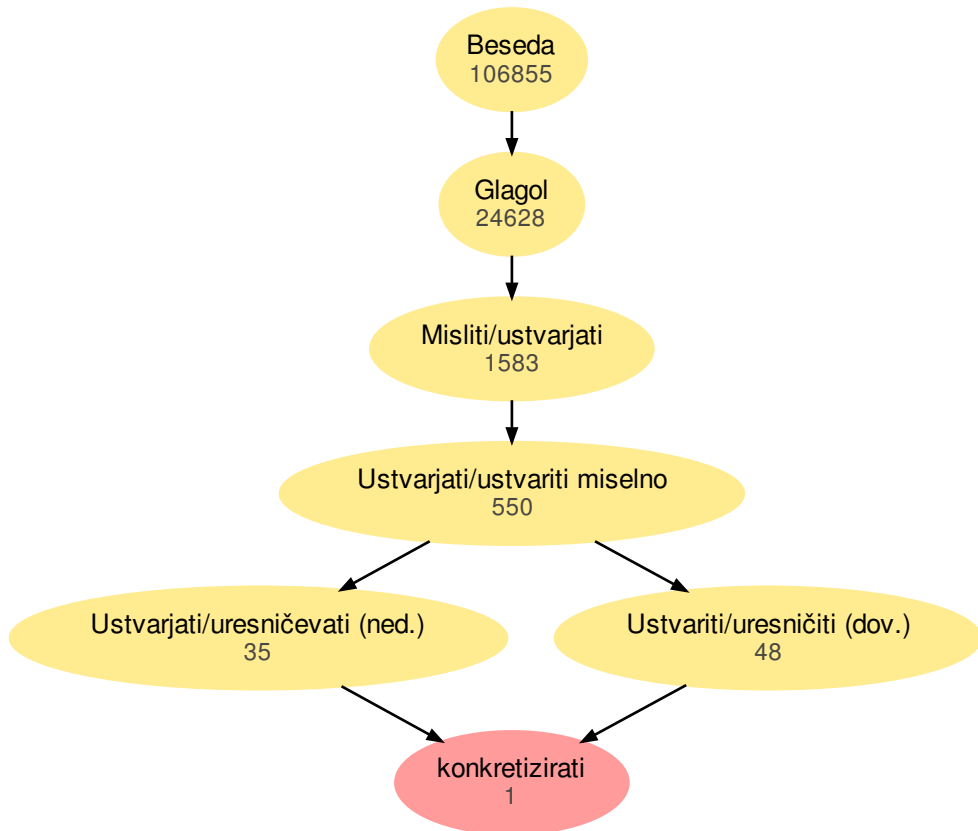 Beseda
106855
Glagol
24628
Misliti/ustvarjati
1583
Ustvarjati/ustvariti miselno
550
Ustvarjati/uresničevati (ned.)
35
Ustvariti/uresničiti (dov.)
48
konkretizirati
1